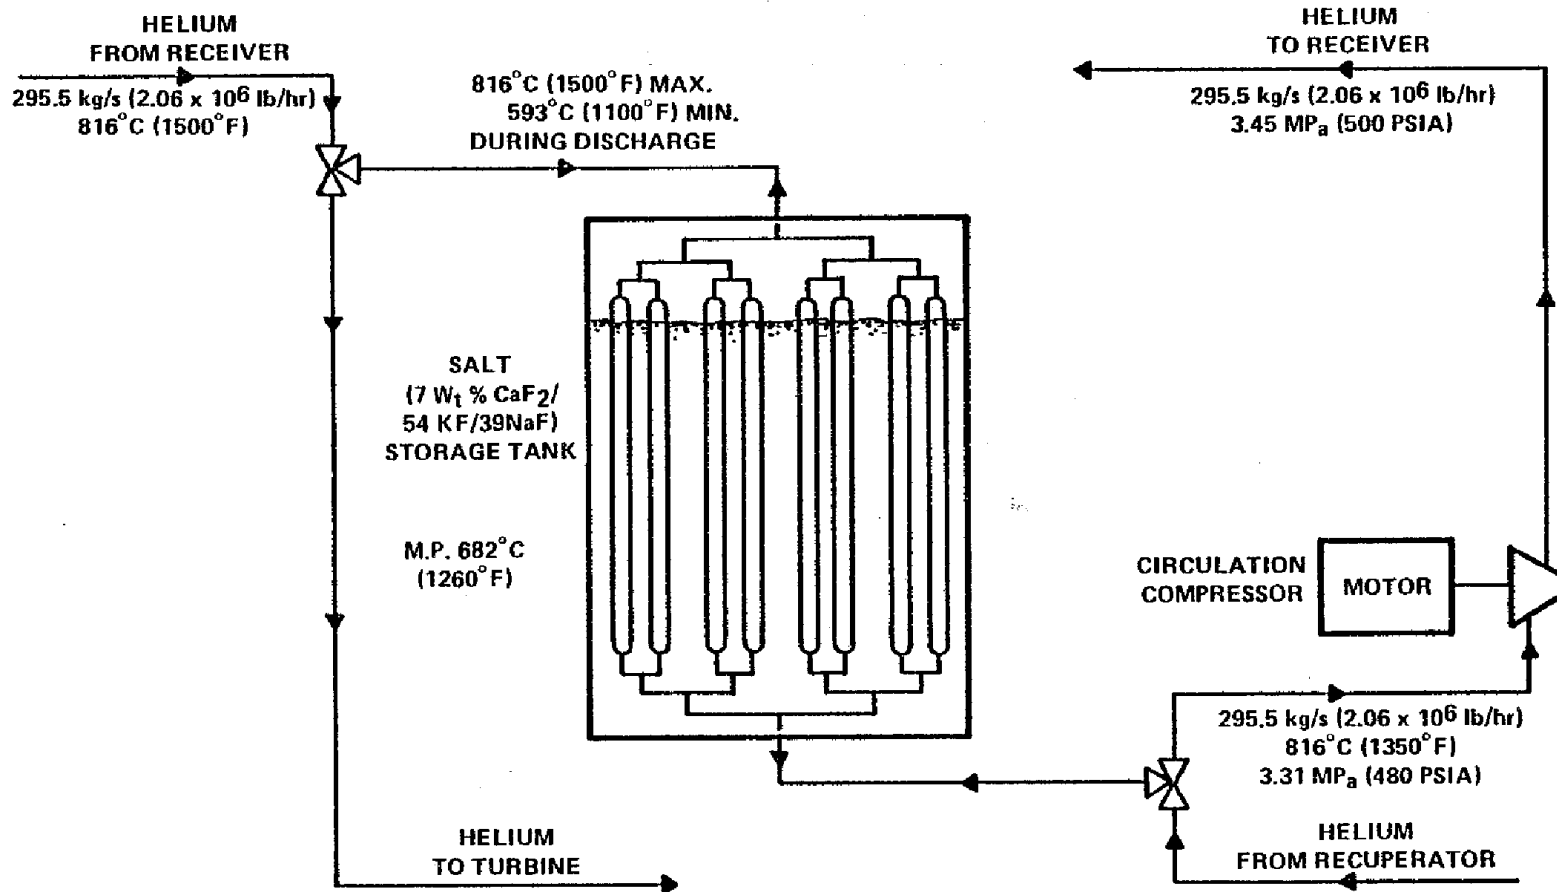 HELIUM
FROM RECEIVER
295.5 kg/s (2.06 x 10⁶ lb/hr)
816°C (1500°F)
816°C (1500°F) MAX.
593°C (1100°F) MIN.
DURING DISCHARGE
HELIUM
TO RECEIVER
295.5 kg/s (2.06 x 10⁶ lb/hr)
3.45 MPa (500 PSIA)
SALT
(7 Wt % CaF2/
54 KF/39NaF)
STORAGE TANK
M.P. 682°C
(1260°F)
CIRCULATION
COMPRESSOR
MOTOR
295.5 kg/s (2.06 x 10⁶ lb/hr)
816°C (1350°F)
3.31 MPa (480 PSIA)
HELIUM
TO TURBINE
HELIUM
FROM RECUPERATOR